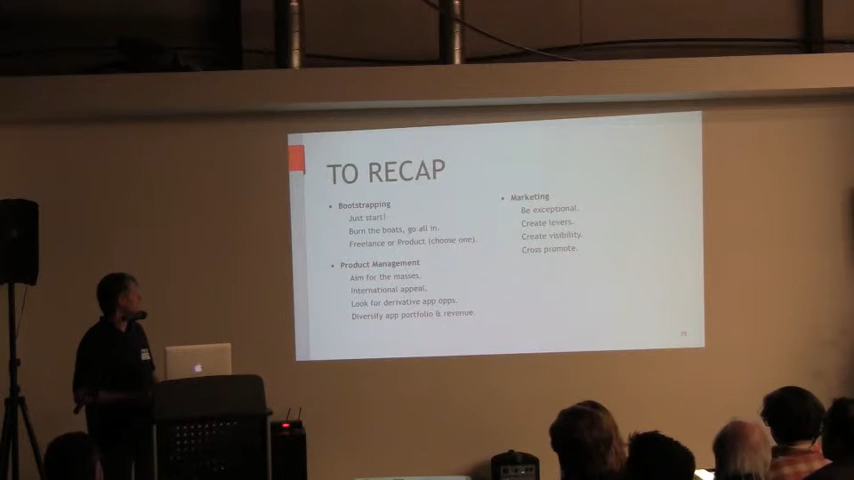 TO RECAP
• Bootstrapping
Just start!
Burn the boats, go all in.
Freelance or Product (choose one).
• Product Management
Aim for the masses.
International appeal.
Look for derivative app opps.
Diversify app portfolio & revenue.
• Marketing
Be exceptional.
Create levers.
Create visibility.
Cross promote.